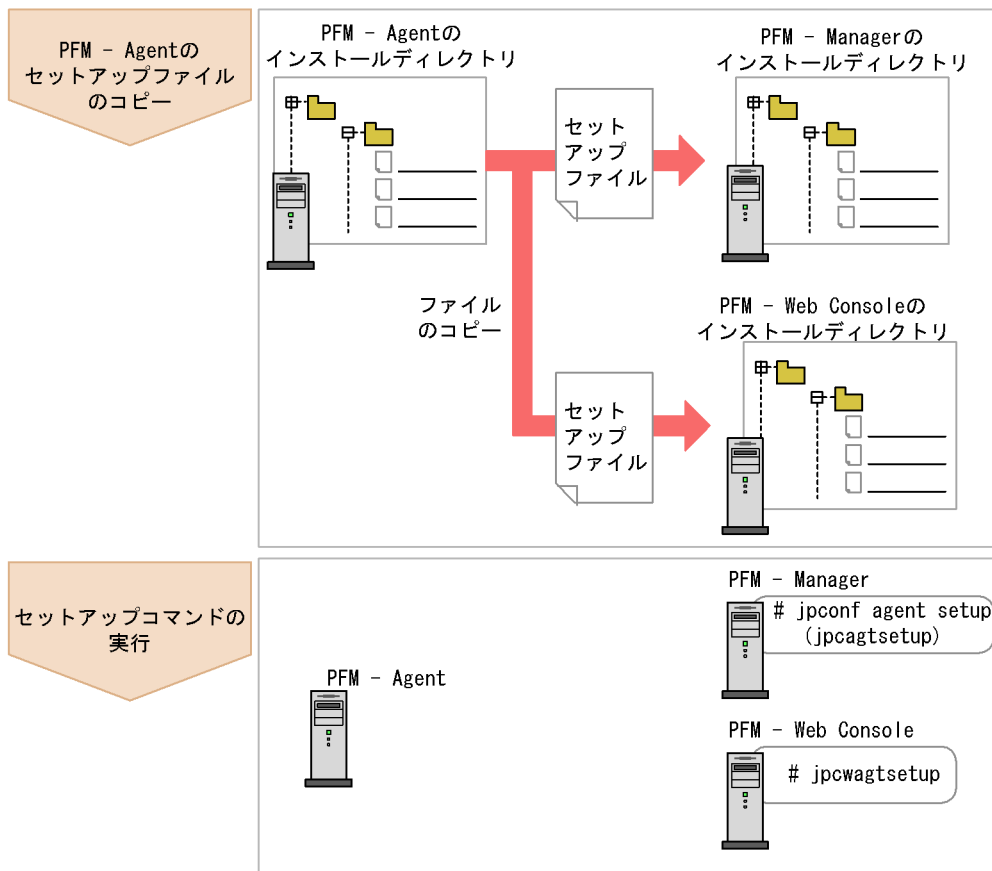 PFM - Agentの
セットアップファイル
のコピー
PFM - Agentの
インストールディレクトリ
PFM - Managerの
インストールディレクトリ
セット
アップ
ファイル
ファイル
のコピー
PFM - Web Consoleの
インストールディレクトリ
セット
アップ
ファイル
セットアップコマンドの
実行
PFM - Agent
PFM - Manager
# jpconf agent setup
(jpcagtsetup)
PFM - Web Console
# jpcwagtsetup